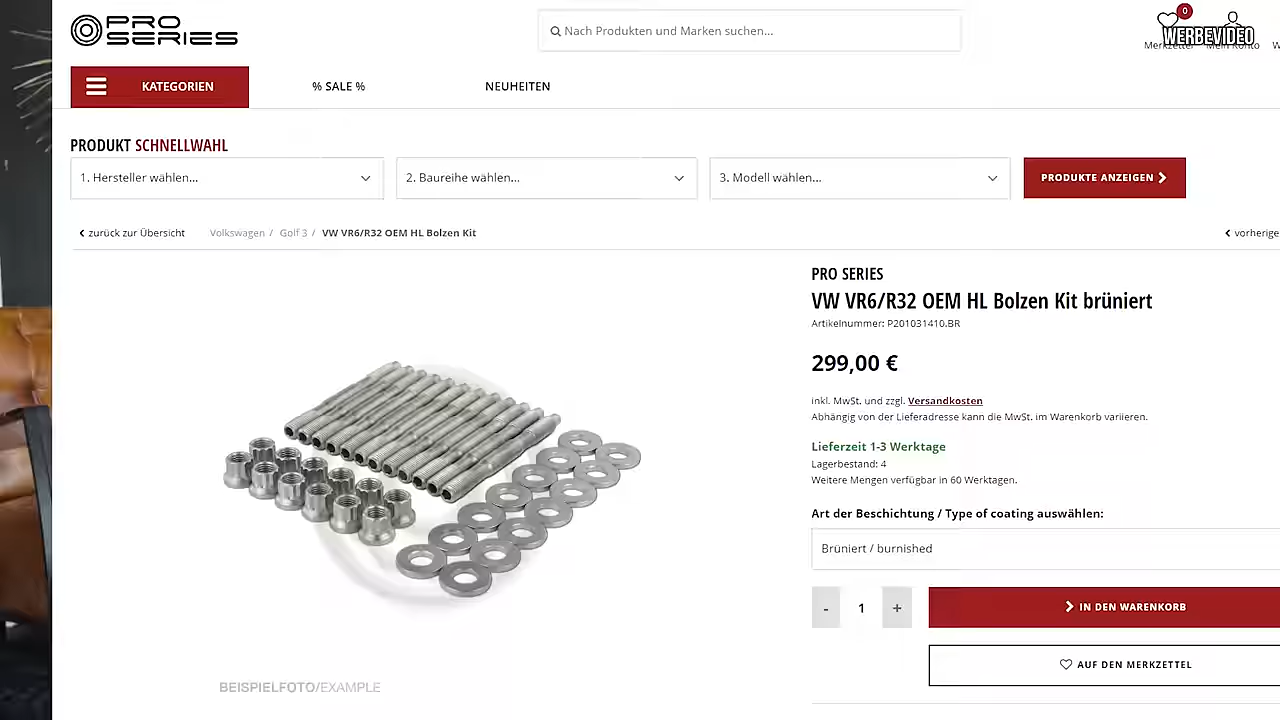 PRO
SERIES
Nach Produkten und Marken suchen...
0
WERBEVIDEO
Merkzettel
Mein Konto
W
KATEGORIEN
% SALE %
NEUHEITEN
PRODUKT SCHNELLWAHL
1. Hersteller wählen...
2. Baureihe wählen...
3. Modell wählen...
PRODUKTE ANZEIGEN
zurück zur Übersicht
Volkswagen / Golf 3 / VW VR6/R32 OEM HL Bolzen Kit
vorherige
PRO SERIES
VW VR6/R32 OEM HL Bolzen Kit brüniert
Artikelnummer: P201031410.BR
299,00 €
inkl. MwSt. und zzgl. Versandkosten
Abhängig von der Lieferadresse kann die MwSt. im Warenkorb variieren.
Lieferzeit 1-3 Werktage
Lagerbestand: 4
Weitere Mengen verfügbar in 60 Werktagen.
Art der Beschichtung / Type of coating auswählen:
Brüniert / burnished
- 1 +
IN DEN WARENKORB
AUF DEN MERKZETTEL
BEISPIELFOTO/EXAMPLE